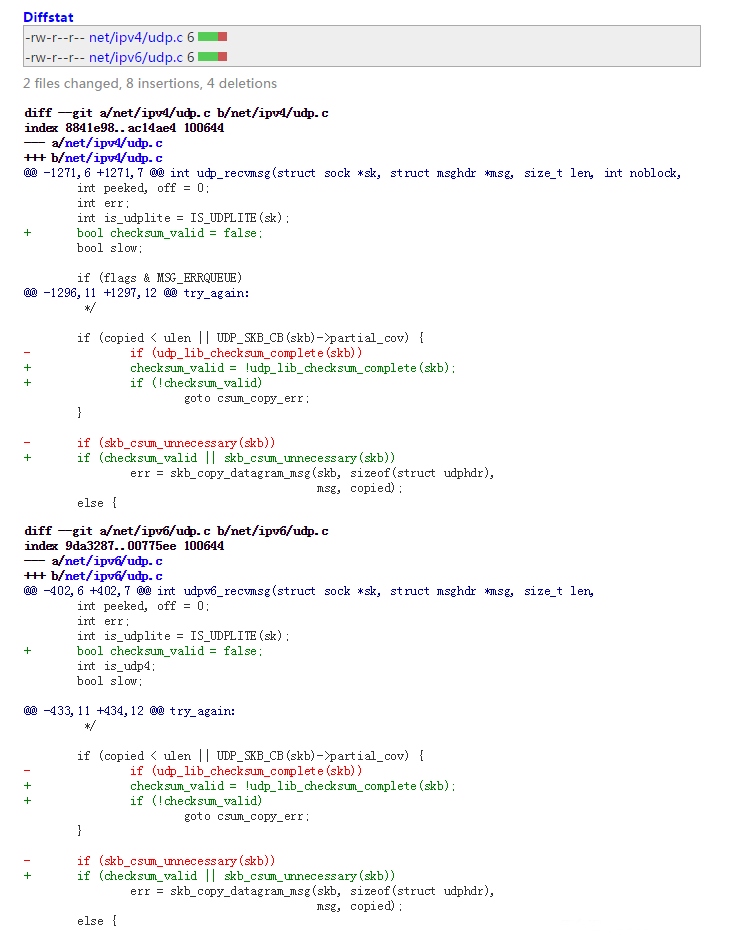 Diffstat
-rw-r--r-- net/ipv4/udp.c 6
-rw-r--r-- net/ipv6/udp.c 6
2 files changed, 8 insertions, 4 deletions
diff --git a/net/ipv4/udp.c b/net/ipv4/udp.c
index 8841e98..ac14ae4 100644
--- a/net/ipv4/udp.c
+++ b/net/ipv4/udp.c
@@ -1271,6 +1271,7 @@ int udp_recvmsg(struct sock *sk, struct msghdr *msg, size_t len, int noblock,
        int peeked, off = 0;
        int err;
        int is_udplite = IS_UDPLITE(sk);
+       bool checksum_valid = false;
        bool slow;
        if (flags & MSG_ERRQUEUE)
@@ -1296,11 +1297,12 @@ try_again:
         */
        if (copied < ulen || UDP_SKB_CB(skb)->partial_cov) {
-               if (udp_lib_checksum_complete(skb))
+               checksum_valid = !udp_lib_checksum_complete(skb);
+               if (!checksum_valid)
                        goto csum_copy_err;
        }
-       if (skb_csum_unnecessary(skb))
+       if (checksum_valid || skb_csum_unnecessary(skb))
                err = skb_copy_datagram_msg(skb, sizeof(struct udphdr),
                                            msg, copied);
        else {
diff --git a/net/ipv6/udp.c b/net/ipv6/udp.c
index 9da3287..00775ee 100644
--- a/net/ipv6/udp.c
+++ b/net/ipv6/udp.c
@@ -402,6 +402,7 @@ int udpv6_recvmsg(struct sock *sk, struct msghdr *msg, size_t len,
        int peeked, off = 0;
        int err;
        int is_udplite = IS_UDPLITE(sk);
+       bool checksum_valid = false;
        int is_udp4;
        bool slow;
@@ -433,11 +434,12 @@ try_again:
         */
        if (copied < ulen || UDP_SKB_CB(skb)->partial_cov) {
-               if (udp_lib_checksum_complete(skb))
+               checksum_valid = !udp_lib_checksum_complete(skb);
+               if (!checksum_valid)
                        goto csum_copy_err;
        }
-       if (skb_csum_unnecessary(skb))
+       if (checksum_valid || skb_csum_unnecessary(skb))
                err = skb_copy_datagram_msg(skb, sizeof(struct udphdr),
                                            msg, copied);
        else {